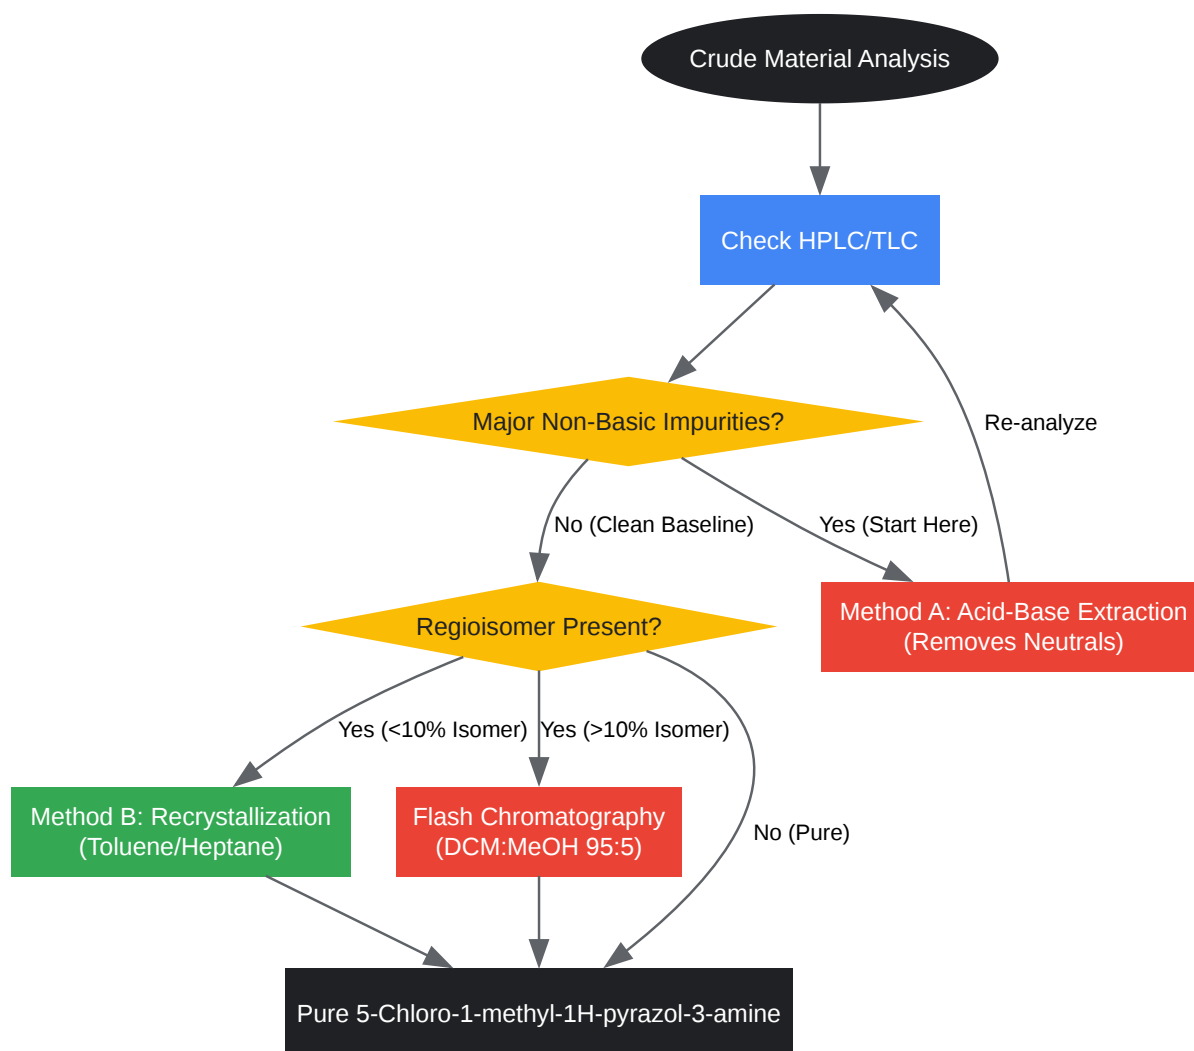 Crude Material Analysis
Check HPLC/TLC
Major Non-Basic Impurities?
Re-analyze
No (Clean Baseline)
Yes (Start Here)
Method A: Acid-Base Extraction
(Removes Neutrals)
Regioisomer Present?
Yes (<10% Isomer)
Yes (>10% Isomer)
Method B: Recrystallization
(Toluene/Heptane)
Flash Chromatography
(DCM:MeOH 95:5)
No (Pure)
Pure 5-Chloro-1-methyl-1H-pyrazol-3-amine